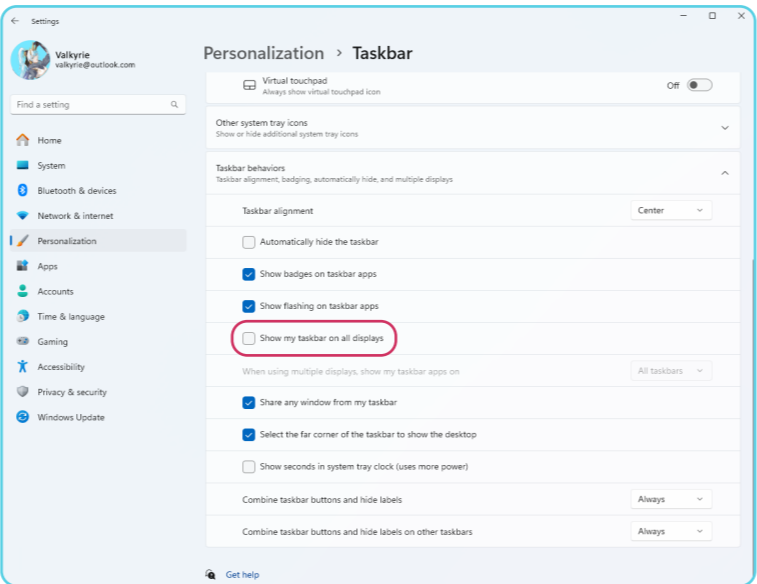 Settings
Valkyrie
valkyrie@outlook.com
Find a setting
Home
System
Bluetooth & devices
Network & internet
Personalization
Apps
Accounts
Time & language
Gaming
Accessibility
Privacy & security
Windows Update
Personalization > Taskbar
Virtual touchpad
Always show virtual touchpad icon
Off
Other system tray icons
Show or hide additional system tray icons
Taskbar behaviors
Taskbar alignment, badging, automatically hide, and multiple displays
Taskbar alignment
Center
Automatically hide the taskbar
Show badges on taskbar apps
Show flashing on taskbar apps
Show my taskbar on all displays
When using multiple displays, show my taskbar apps on
All taskbars
Share any window from my taskbar
Select the far corner of the taskbar to show the desktop
Show seconds in system tray clock (uses more power)
Combine taskbar buttons and hide labels
Always
Combine taskbar buttons and hide labels on other taskbars
Always
Get help